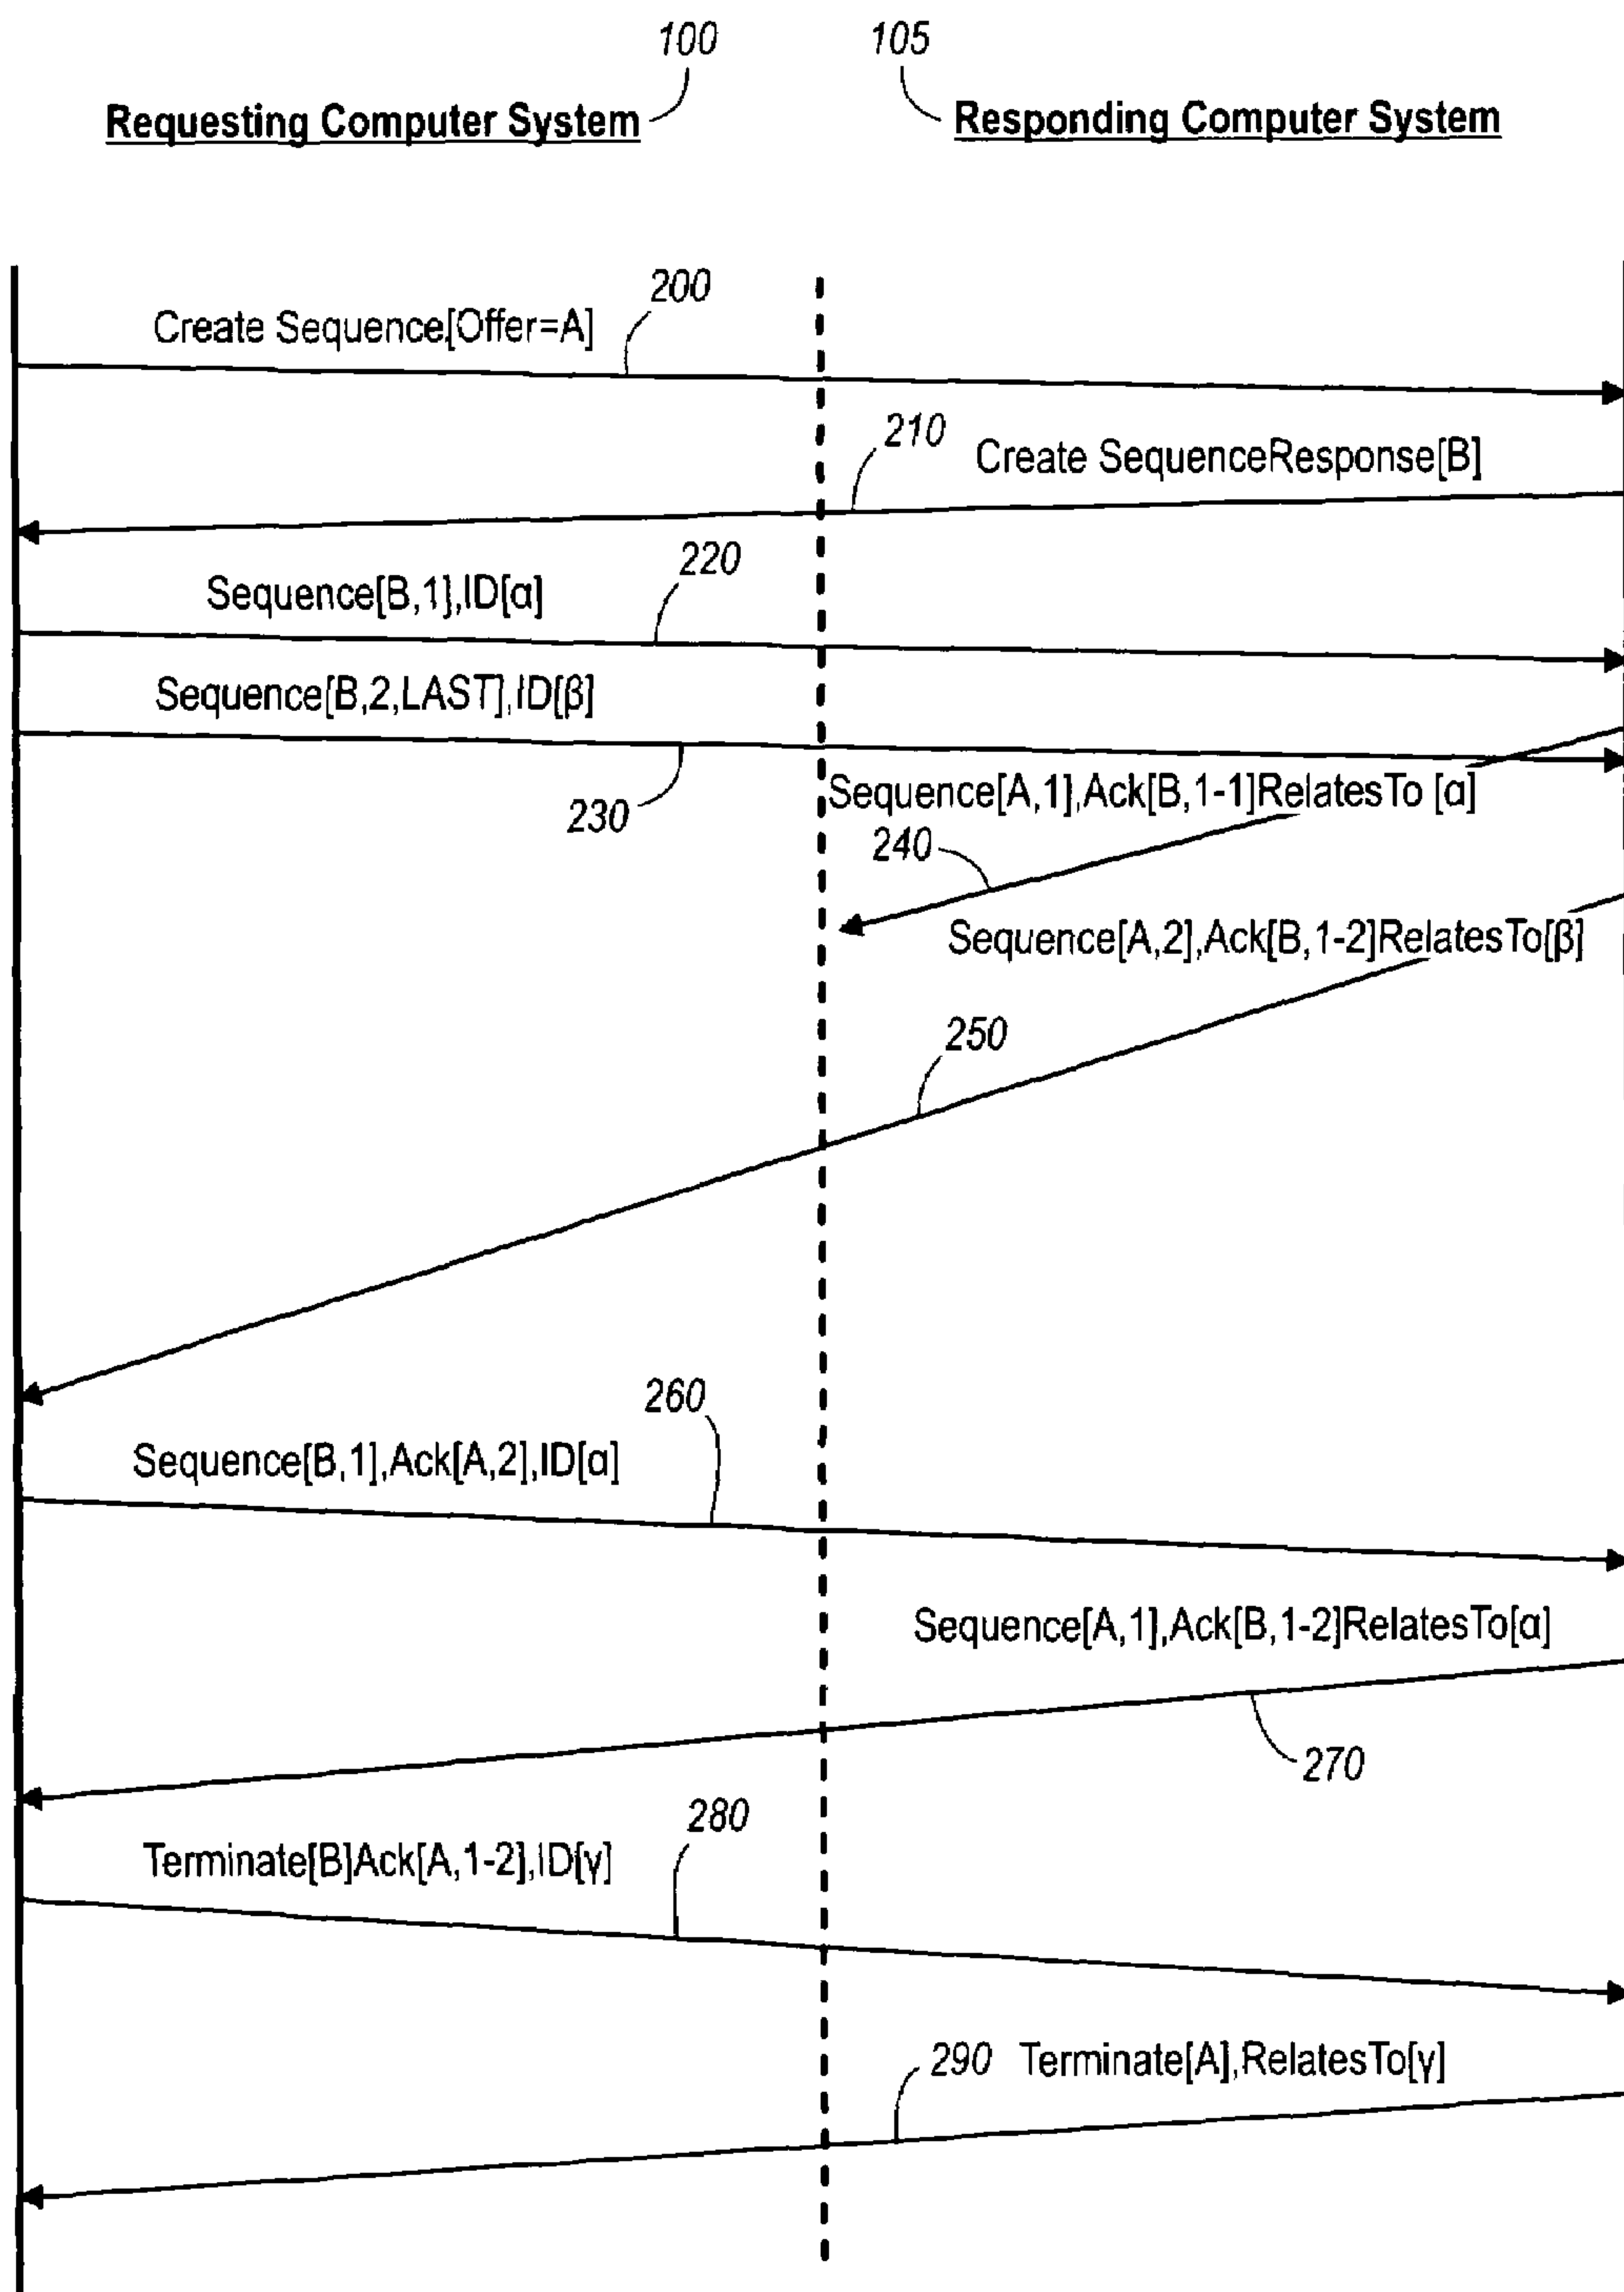 100
105
Requesting Computer System
Responding Computer System
200
Create Sequence[Offer=A]
210
Create SequenceResponse[B]
220
Sequence[B,1],ID[α]
Sequence[B,2,LAST],ID[β]
230
Sequence[A,1],Ack[B,1-1]RelatesTo [α]
240
Sequence[A,2],Ack[B,1-2]RelatesTo[β]
250
260
Sequence[B,1],Ack[A,2],ID[α]
Sequence[A,1],Ack[B,1-2]RelatesTo[α]
270
280
Terminate[B]Ack[A,1-2],ID[γ]
290
Terminate[A],RelatesTo[γ]